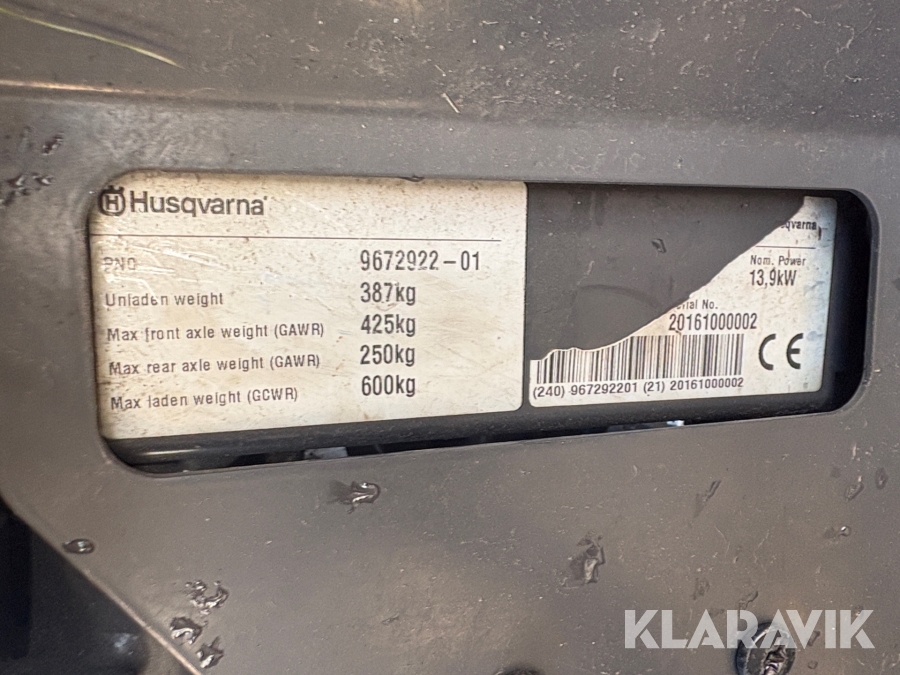 Husqvarna
PNC 9672922-01
Unladen weight 387kg
Max front axle weight (GAWR) 425kg
Max rear axle weight (GAWR) 250kg
Max laden weight (GCWR) 600kg
Nom. Power
13,9kW
No.
20161000002
CE
(240) 967292201 (21) 20161000002
KLARAVIK